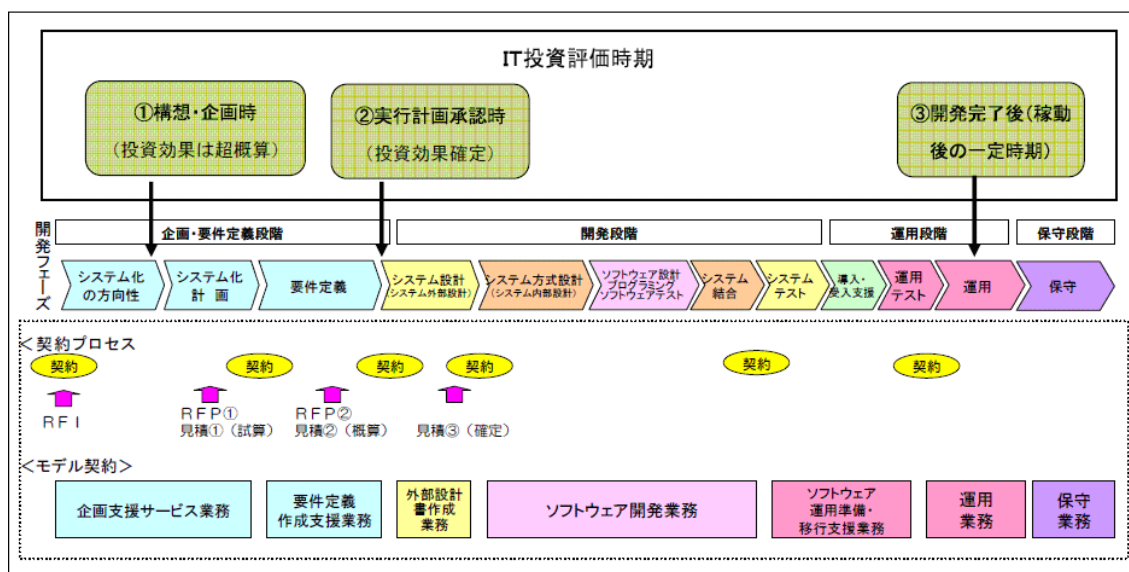 IT投資評価時期
①構想・企画時
（投資効果は超概算）
②実行計画承認時
（投資効果確定）
③開発完了後（稼動
後の一定時期）
開発フェーズ
企画・要件定義段階
開発段階
運用段階
保守段階
システム化
の方向性
システム化
計 画
要件定義
システム設計
（システム外部設計）
システム方式設計
（システム内部設計）
ソフトウェア設計
プログラミング
ソフトウェアテスト
システム
結合
システム
テスト
導入・
受入支援
運用
テスト
運用
保守
＜契約プロセス
契約
契約
契約
契約
契約
契約
ＲＦＩ
ＲＦＰ①
見積①（試算）
ＲＦＰ②
見積②（概算）
見積③（確定）
＜モデル契約＞
企画支援サービス業務
要件定義
作成支援業務
外部設計
書作成
業務
ソフトウェア開発業務
ソフトウェア
運用準備・
移行支援業務
運用
業務
保守
業務